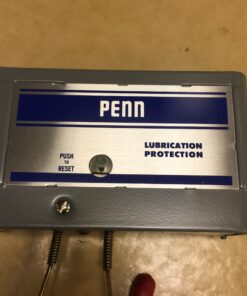 PENN
LUBRICATION
PROTECTION
PUSH
TO
RESET